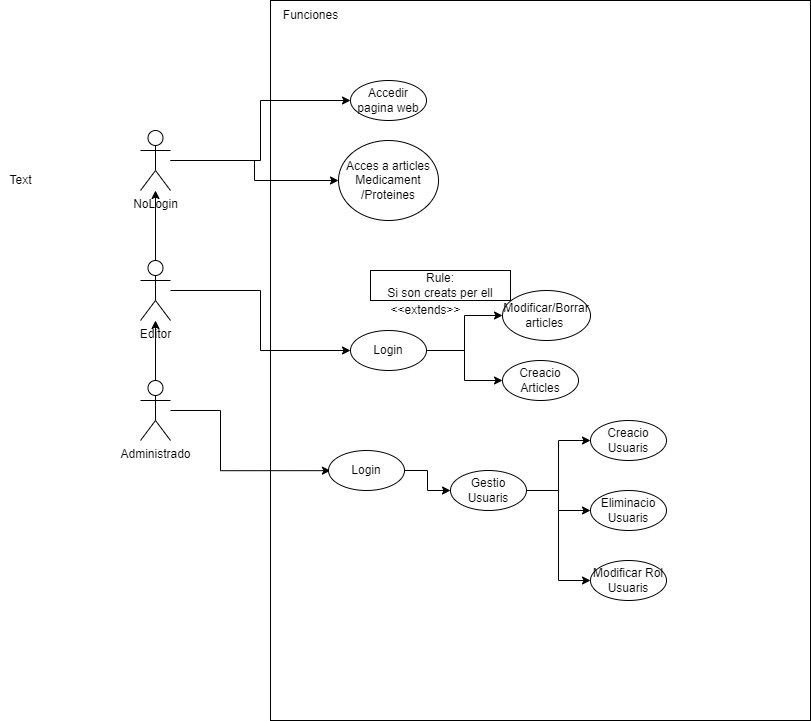 Funciones
Accedir
pagina web
Acces a articles
Medicament
/Proteines
Text
NoLogin
Rule:
Si son creats per ell
<<extends>>
Modificar/Borrar
articles
Editor
Login
Creacio
Articles
Administrado
Login
Gestio
Usuaris
Creacio
Usuaris
Eliminacio
Usuaris
Modificar Rol
Usuaris